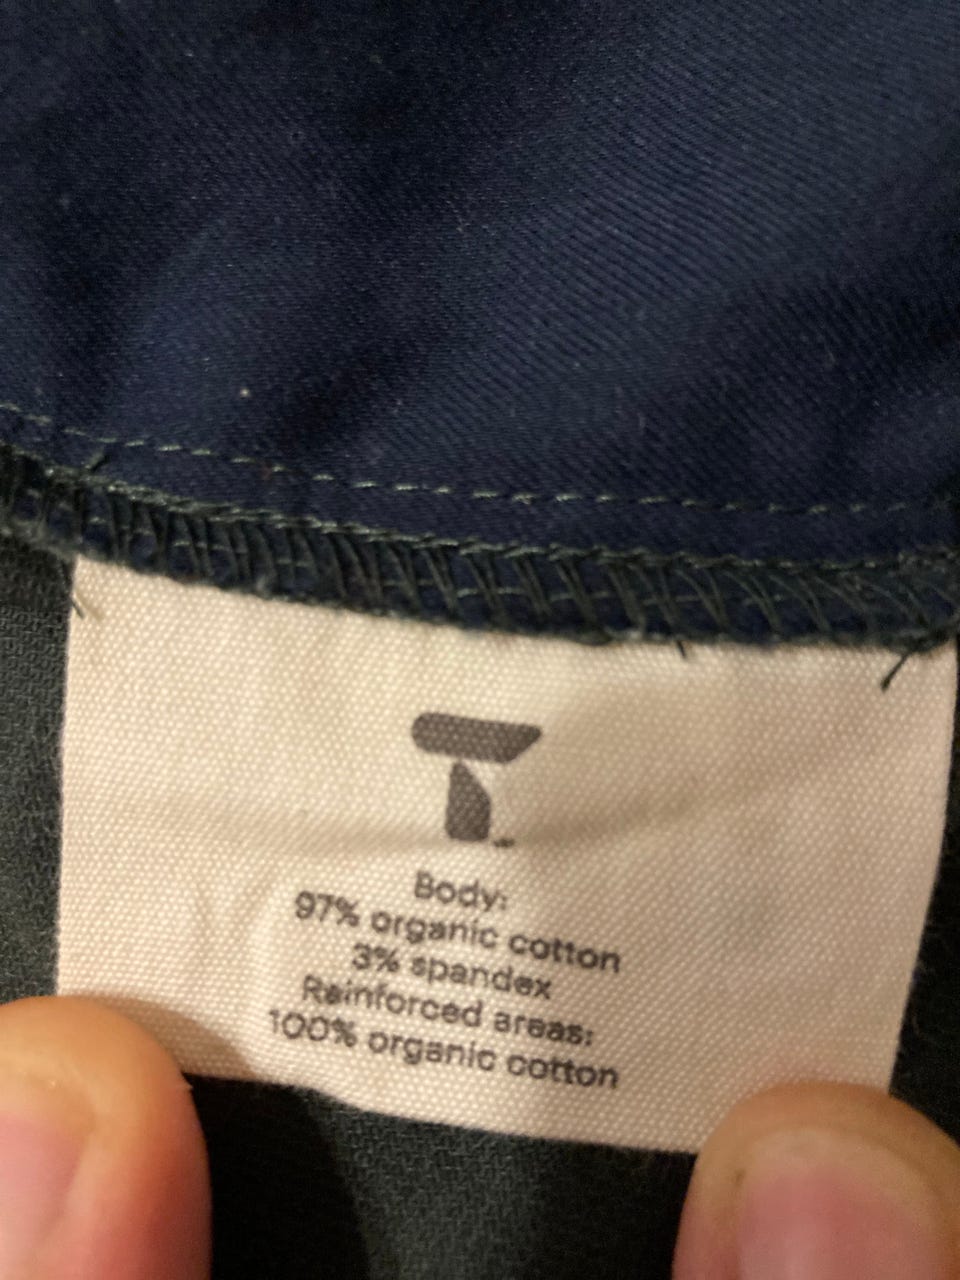 T
Body:
97% organic cotton
3% spandex
Reinforced areas:
100% organic cotton